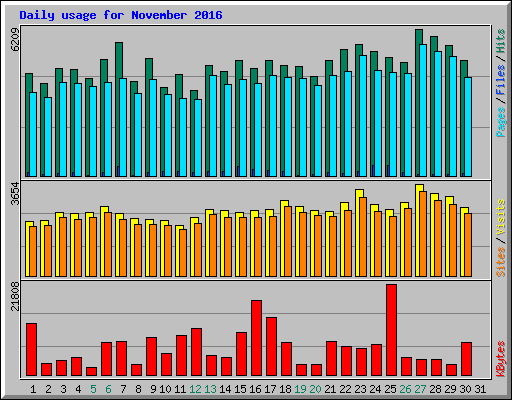 Daily usage for November 2016
6209
3654
21808
Pages/Files/Hits
Sites/Visits
KBytes
1 2 3 4 5 6 7 8 9 10 11 12 13 14 15 16 17 18 19 20 21 22 23 24 25 26 27 28 29 30 31